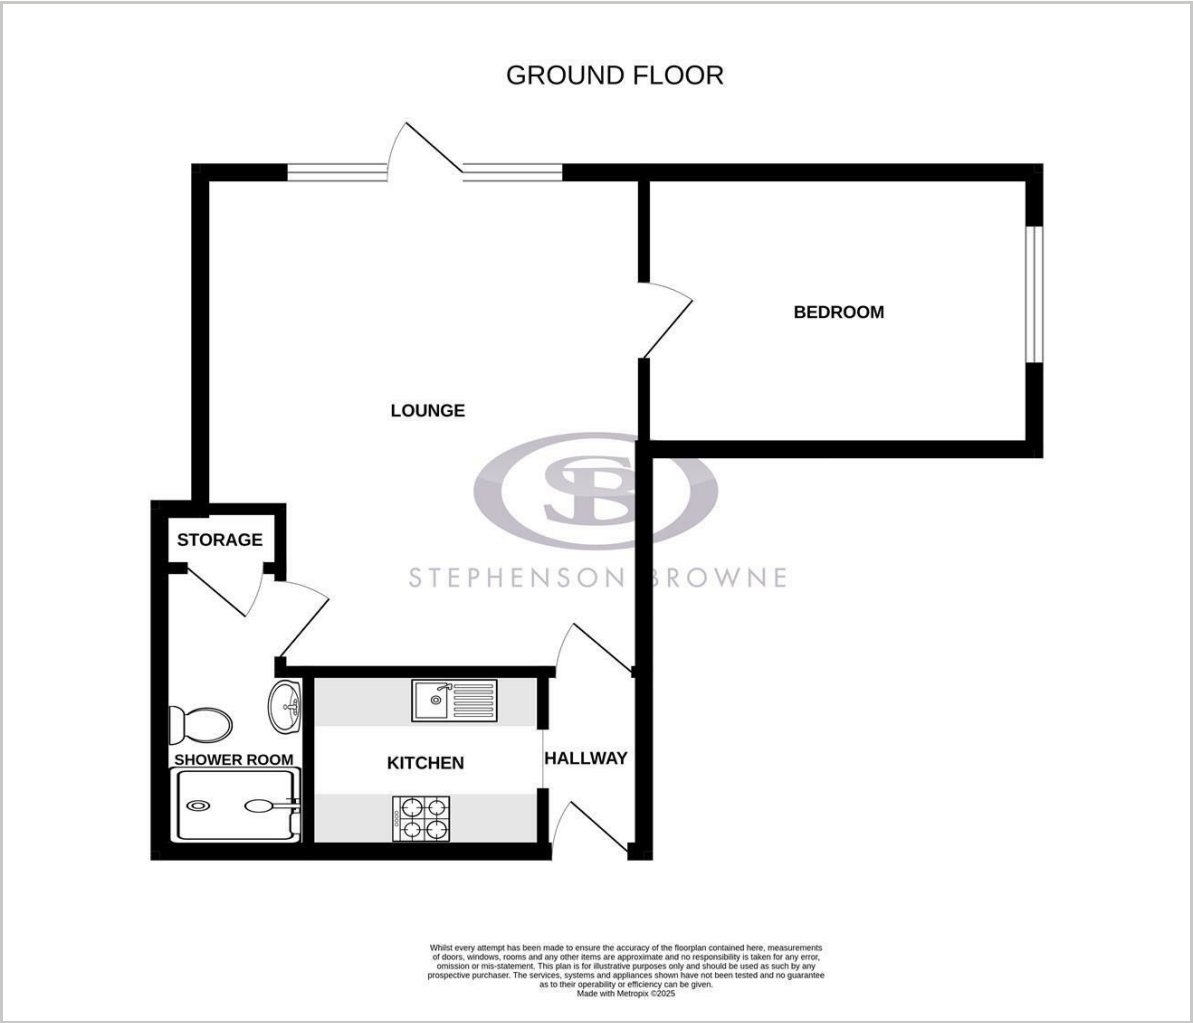 GROUND FLOOR
BEDROOM
LOUNGE
SB
STORAGE
STEPHENSON BROWNE
SHOWER ROOM
KITCHEN
HALLWAY
Whilst every attempt has been made to ensure the accuracy of the floorplan contained here, measurements
of doors, windows, rooms and any other items are approximate and no responsibility is taken for any error,
omission or mis-statement. This plan is for illustrative purposes only and should be used as such by any
prospective purchaser. The services, systems and appliances shown have not been tested and no guarantee
as to their operability or efficiency can be given.
Made with Metropix ©2025